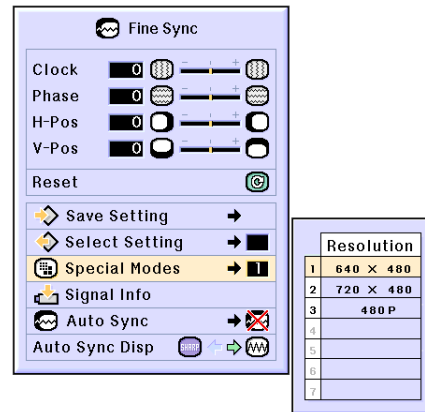 Fine Sync
Clock 0 - +
Phase 0 - +
H-Pos 0 - +
V-Pos 0 - +
Reset
Save Setting
Select Setting
Special Modes 1
Signal Info
Auto Sync
Auto Sync Disp SHARP
Resolution
1 640 × 480
2 720 × 480
3 480P
4
5
6
7